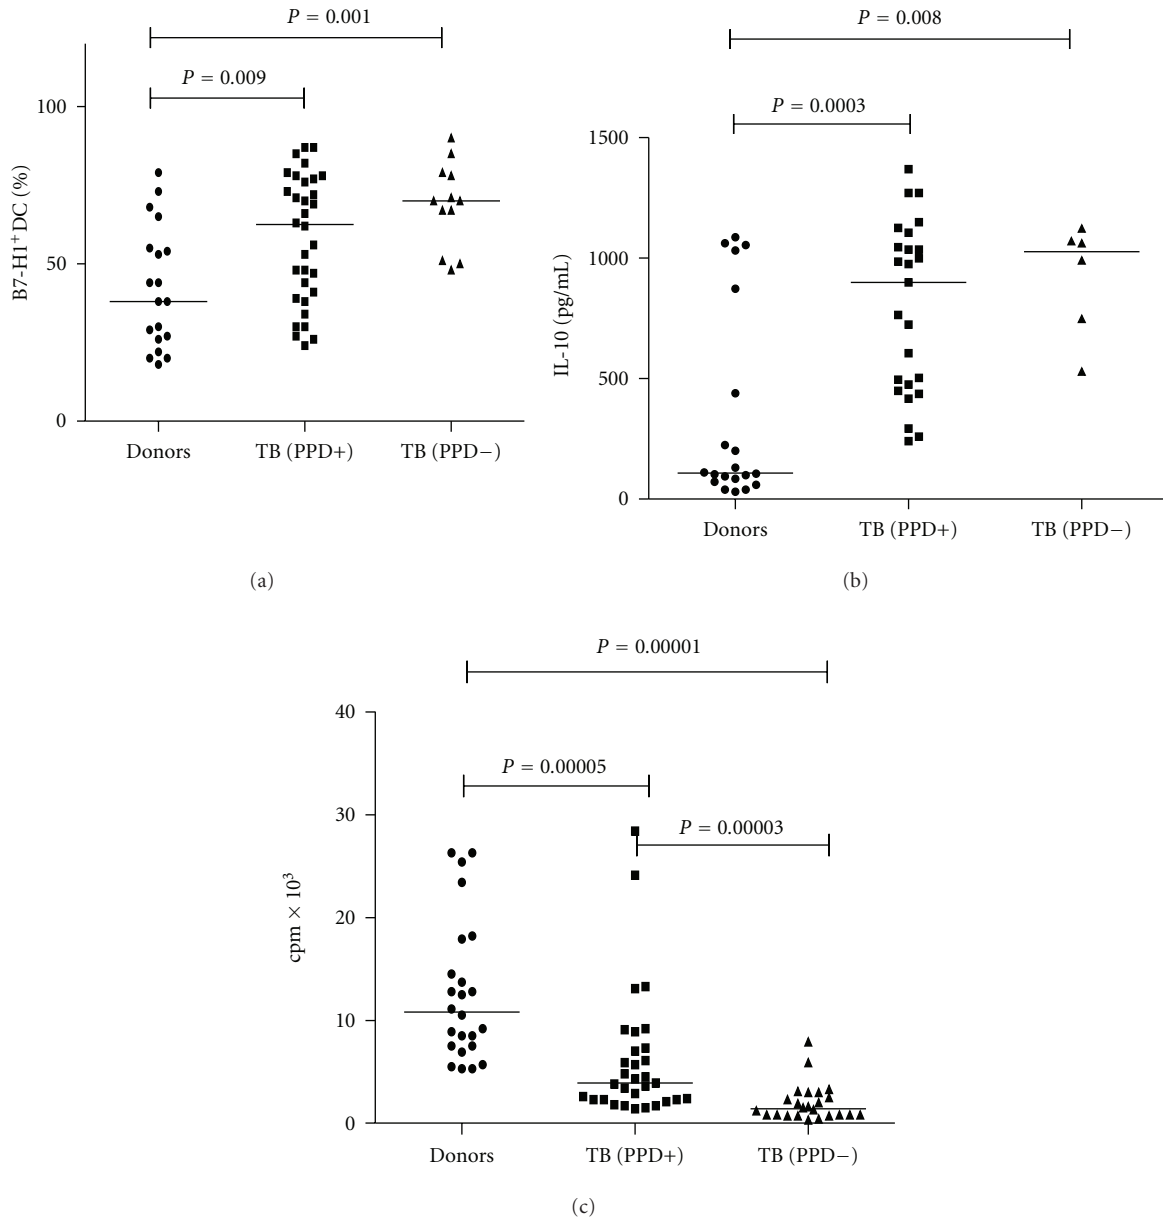 P = 0.001
P = 0.009
100
50
0
B7-H1⁺DC (%)
Donors
TB (PPD+)
TB (PPD−)
(a)
P = 0.008
P = 0.0003
1500
1000
500
0
IL-10 (pg/mL)
Donors
TB (PPD+)
TB (PPD−)
(b)
P = 0.00001
P = 0.00005
P = 0.00003
40
30
20
10
0
cpm × 10³
Donors
TB (PPD+)
TB (PPD−)
(c)